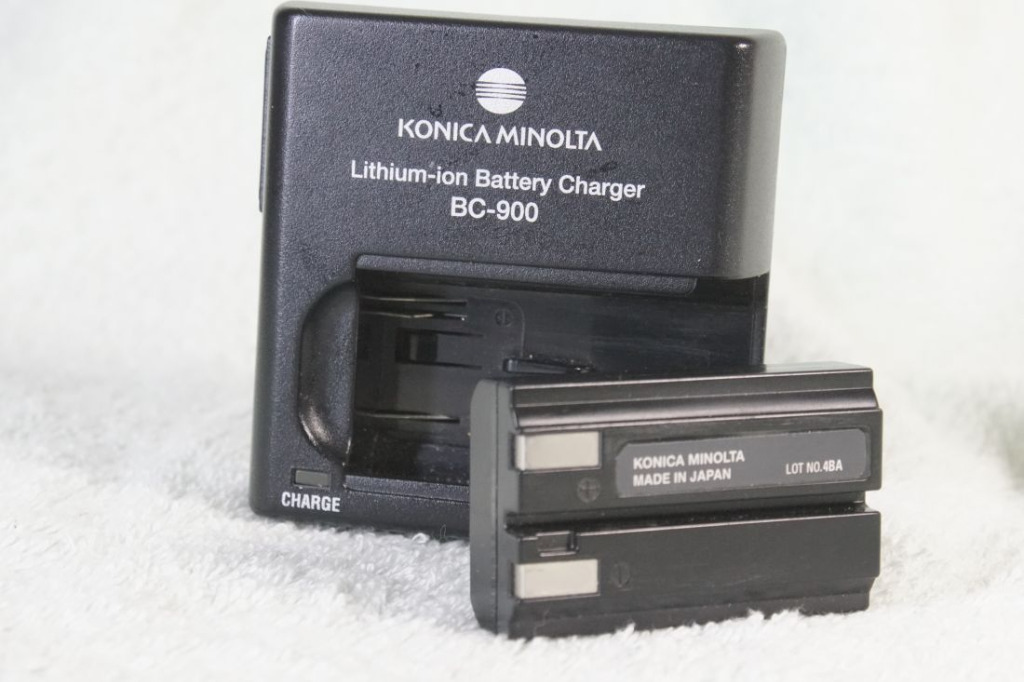 KONICA MINOLTA
Lithium-ion Battery Charger
BC-900
CHARGE
KONICA MINOLTA
MADE IN JAPAN
LOT NO.4BA